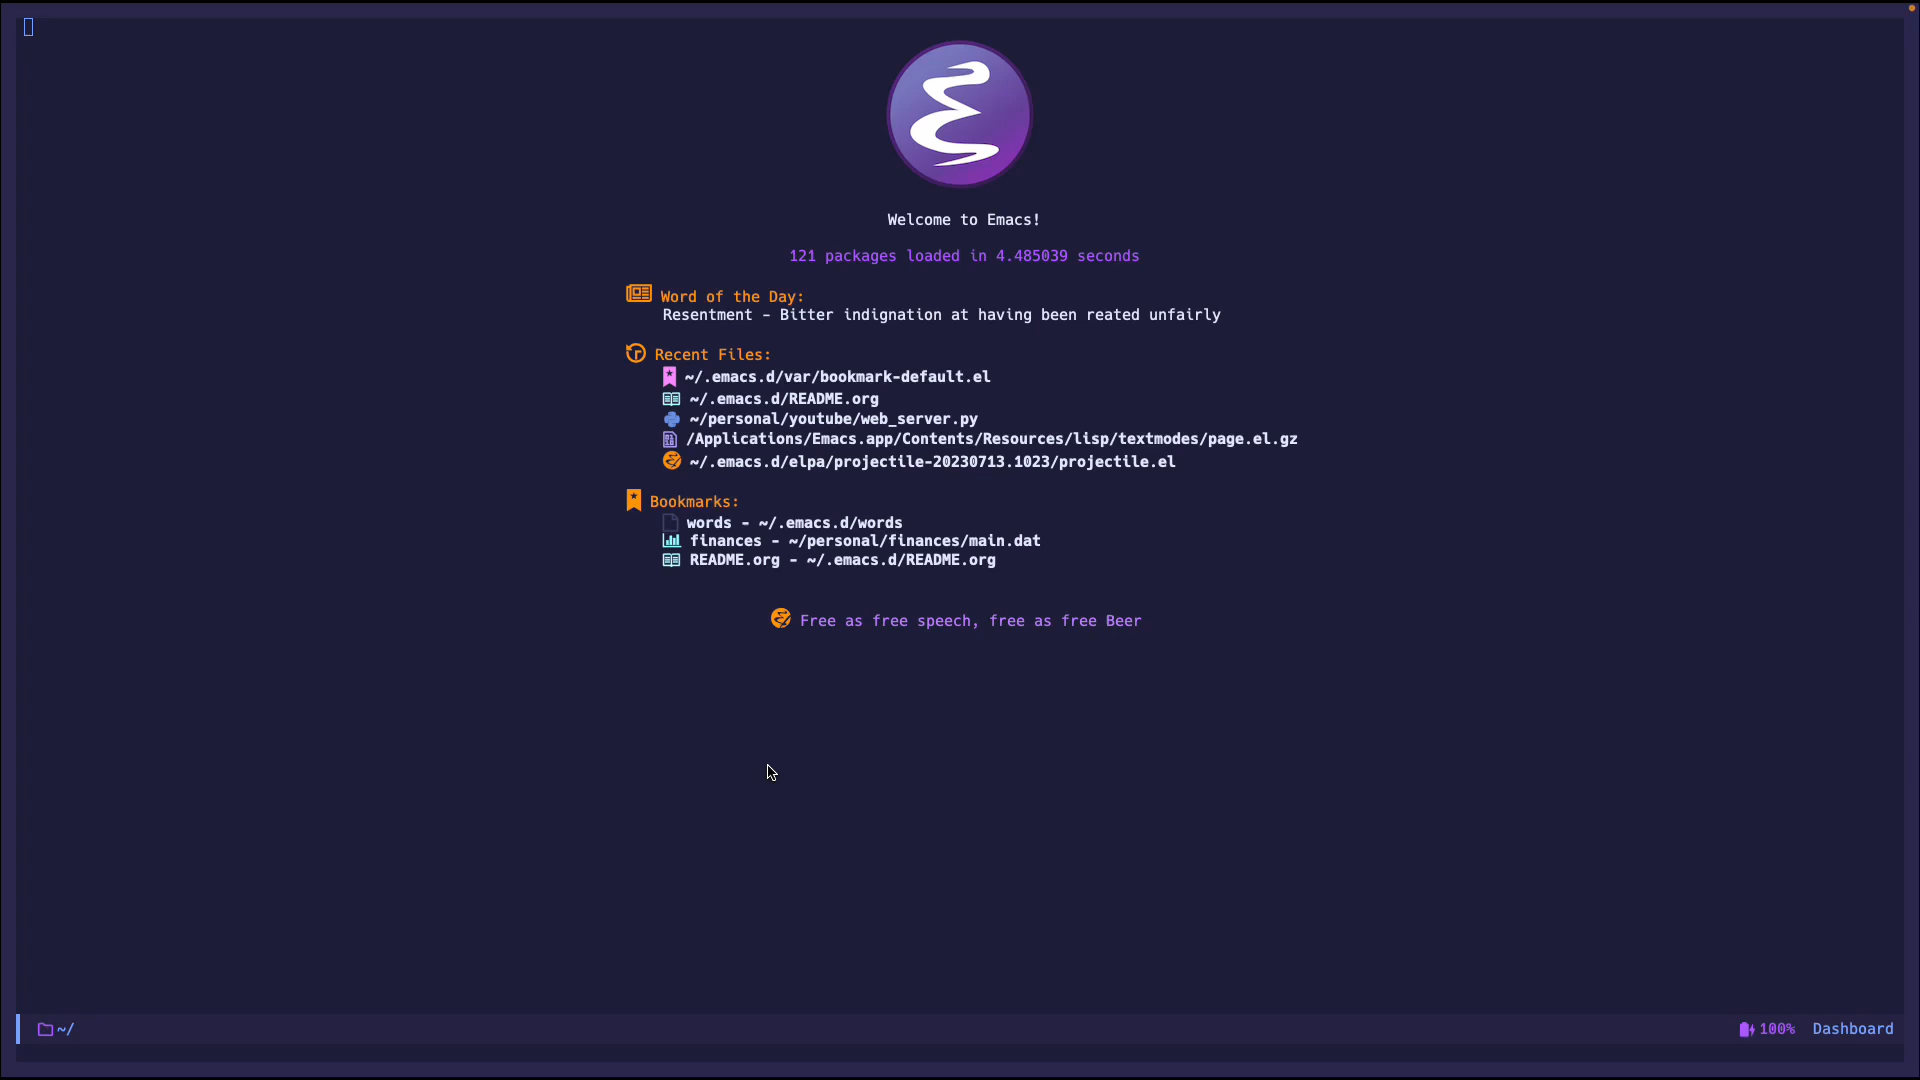 Welcome to Emacs!
121 packages loaded in 4.485039 seconds
Word of the Day:
Resentment - Bitter indignation at having been reated unfairly
Recent Files:
~/.emacs.d/var/bookmark-default.el
~/.emacs.d/README.org
~/personal/youtube/web_server.py
/Applications/Emacs.app/Contents/Resources/lisp/textmodes/page.el.gz
~/.emacs.d/elpa/projectile-20230713.1023/projectile.el
Bookmarks:
words - ~/.emacs.d/words
finances - ~/personal/finances/main.dat
README.org - ~/.emacs.d/README.org
Free as free speech, free as free Beer
~/ 100% Dashboard